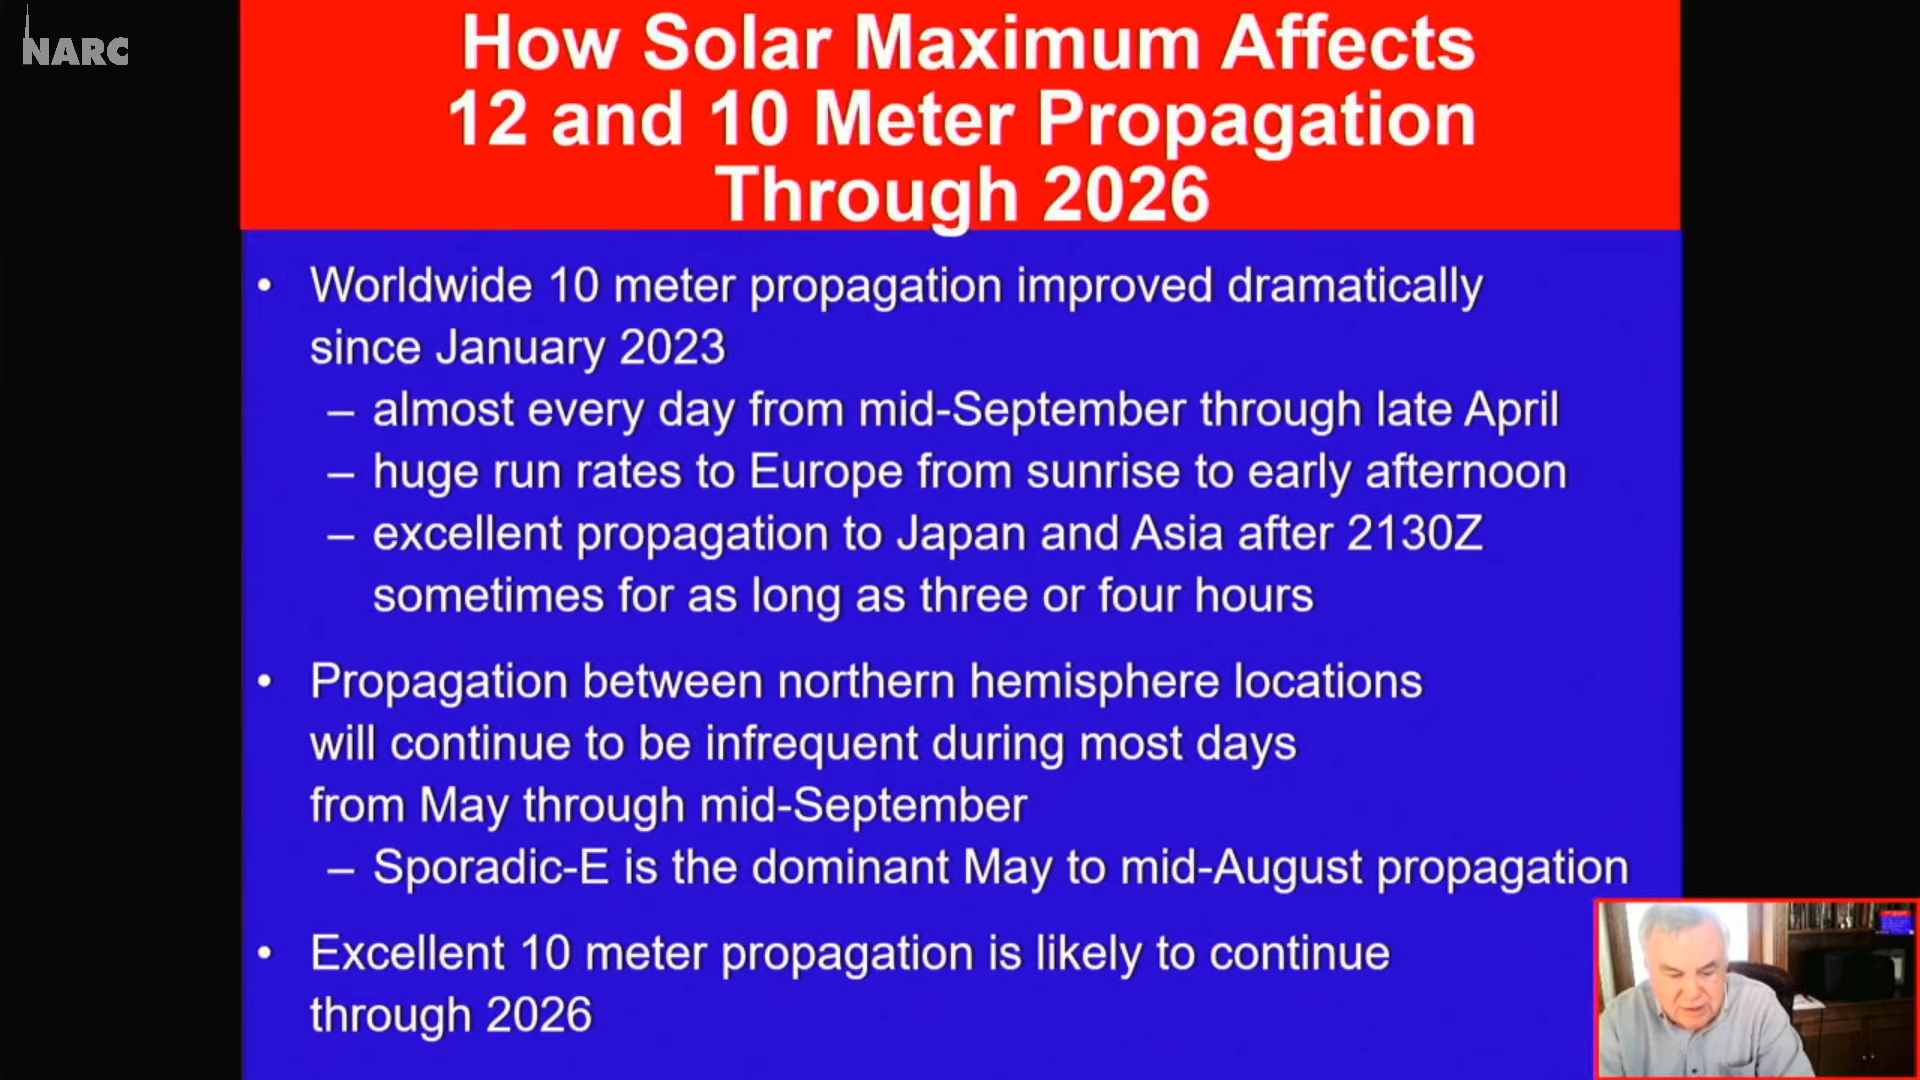 NARC
How Solar Maximum Affects
12 and 10 Meter Propagation
Through 2026
• Worldwide 10 meter propagation improved dramatically
since January 2023
– almost every day from mid-September through late April
– huge run rates to Europe from sunrise to early afternoon
– excellent propagation to Japan and Asia after 2130Z
sometimes for as long as three or four hours
• Propagation between northern hemisphere locations
will continue to be infrequent during most days
from May through mid-September
– Sporadic-E is the dominant May to mid-August propagation
• Excellent 10 meter propagation is likely to continue
through 2026